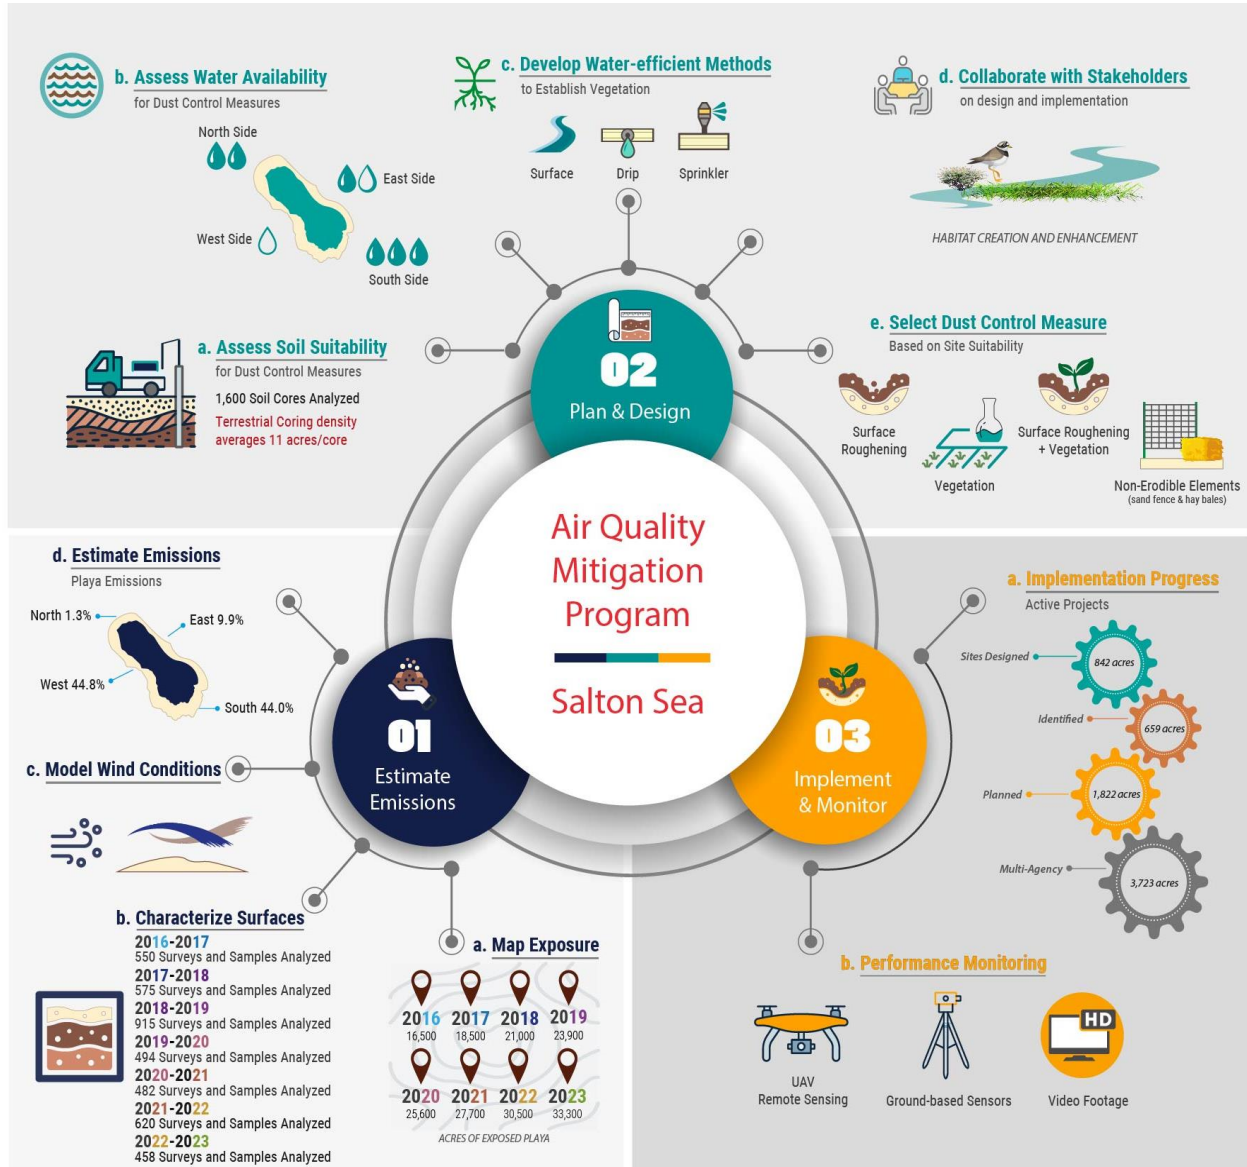 b. Assess Water Availability
for Dust Control Measures
North Side
East Side
West Side
South Side
c. Develop Water-efficient Methods
to Establish Vegetation
Surface
Drip
Sprinkler
d. Collaborate with Stakeholders
on design and implementation
HABITAT CREATION AND ENHANCEMENT
a. Assess Soil Suitability
for Dust Control Measures
1,600 Soil Cores Analyzed
Terrestrial Coring density
averages 11 acres/core
02
Plan & Design
e. Select Dust Control Measure
Based on Site Suitability
Surface
Roughening
Vegetation
Surface Roughening
+ Vegetation
Non-Erodible Elements
(sand fence & hay bales)
Air Quality
Mitigation
Program
Salton Sea
d. Estimate Emissions
Playa Emissions
North 1.3%
East 9.9%
West 44.8%
South 44.0%
c. Model Wind Conditions
01
Estimate
Emissions
b. Characterize Surfaces
2016-2017
550 Surveys and Samples Analyzed
2017-2018
575 Surveys and Samples Analyzed
2018-2019
915 Surveys and Samples Analyzed
2019-2020
494 Surveys and Samples Analyzed
2020-2021
482 Surveys and Samples Analyzed
2021-2022
620 Surveys and Samples Analyzed
2022-2023
458 Surveys and Samples Analyzed
a. Map Exposure
2016 2017 2018 2019
16,500 18,500 21,000 23,900
2020 2021 2022 2023
25,600 27,700 30,500 33,300
ACRES OF EXPOSED PLAYA
03
Implement
& Monitor
a. Implementation Progress
Active Projects
Sites Designed
842 acres
Identified
659 acres
Planned
1,822 acres
Multi-Agency
3,723 acres
b. Performance Monitoring
UAV
Remote Sensing
Ground-based Sensors
HD
Video Footage